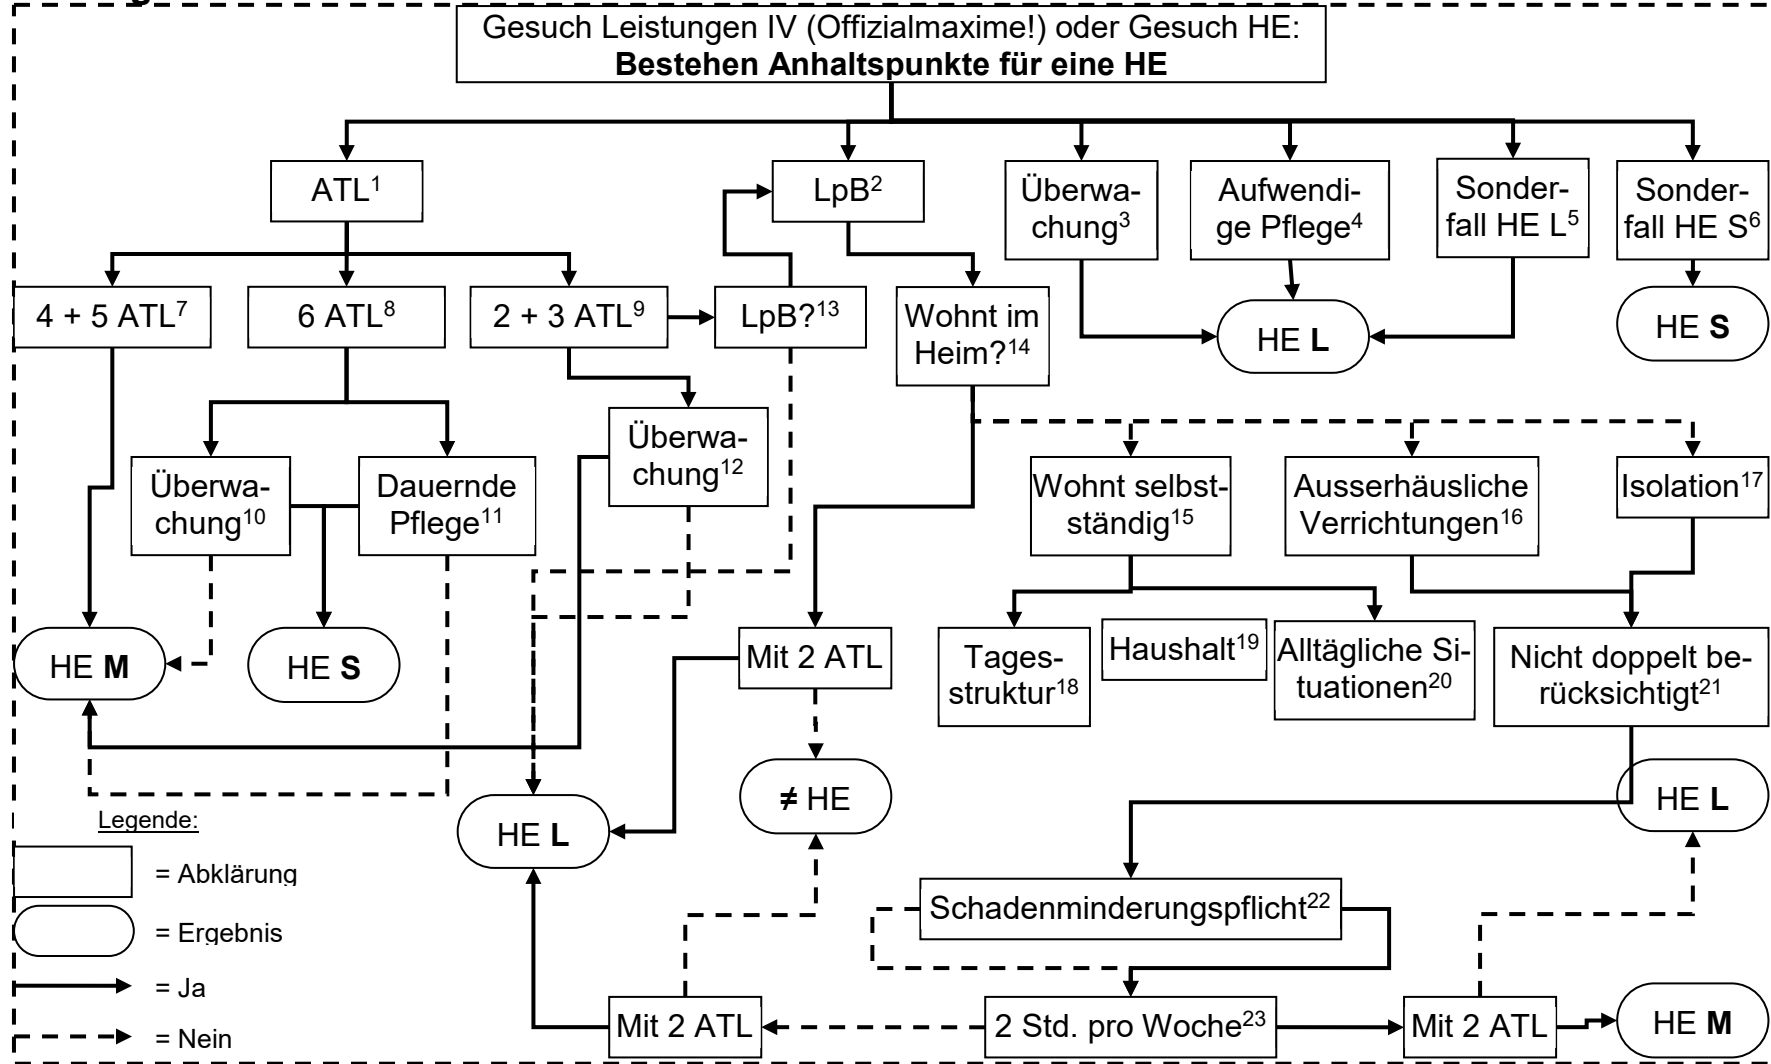 Gesuch Leistungen IV (Offizialmaxime!) oder Gesuch HE:
Bestehen Anhaltspunkte für eine HE
ATL1
LpB2
Überwa-
chung3
Aufwendi-
ge Pflege4
Sonder-
fall HE L5
Sonder-
fall HE S6
4 + 5 ATL7
6 ATL8
2 + 3 ATL9
LpB?13
Wohnt im
Heim?14
HE L
HE S
Überwa-
chung10
Dauernde
Pflege11
Überwa-
chung12
Wohnt selbst-
ständig15
Ausserhäusliche
Verrichtungen16
Isolation17
HE M
HE S
Mit 2 ATL
Tages-
struktur18
Haushalt19
Alltägliche Si-
tuationen20
Nicht doppelt be-
rücksichtigt21
HE L
≠ HE
HE L
Schadenminderungspflicht22
Mit 2 ATL
2 Std. pro Woche23
Mit 2 ATL
HE M
Legende:
= Abklärung
= Ergebnis
= Ja
= Nein